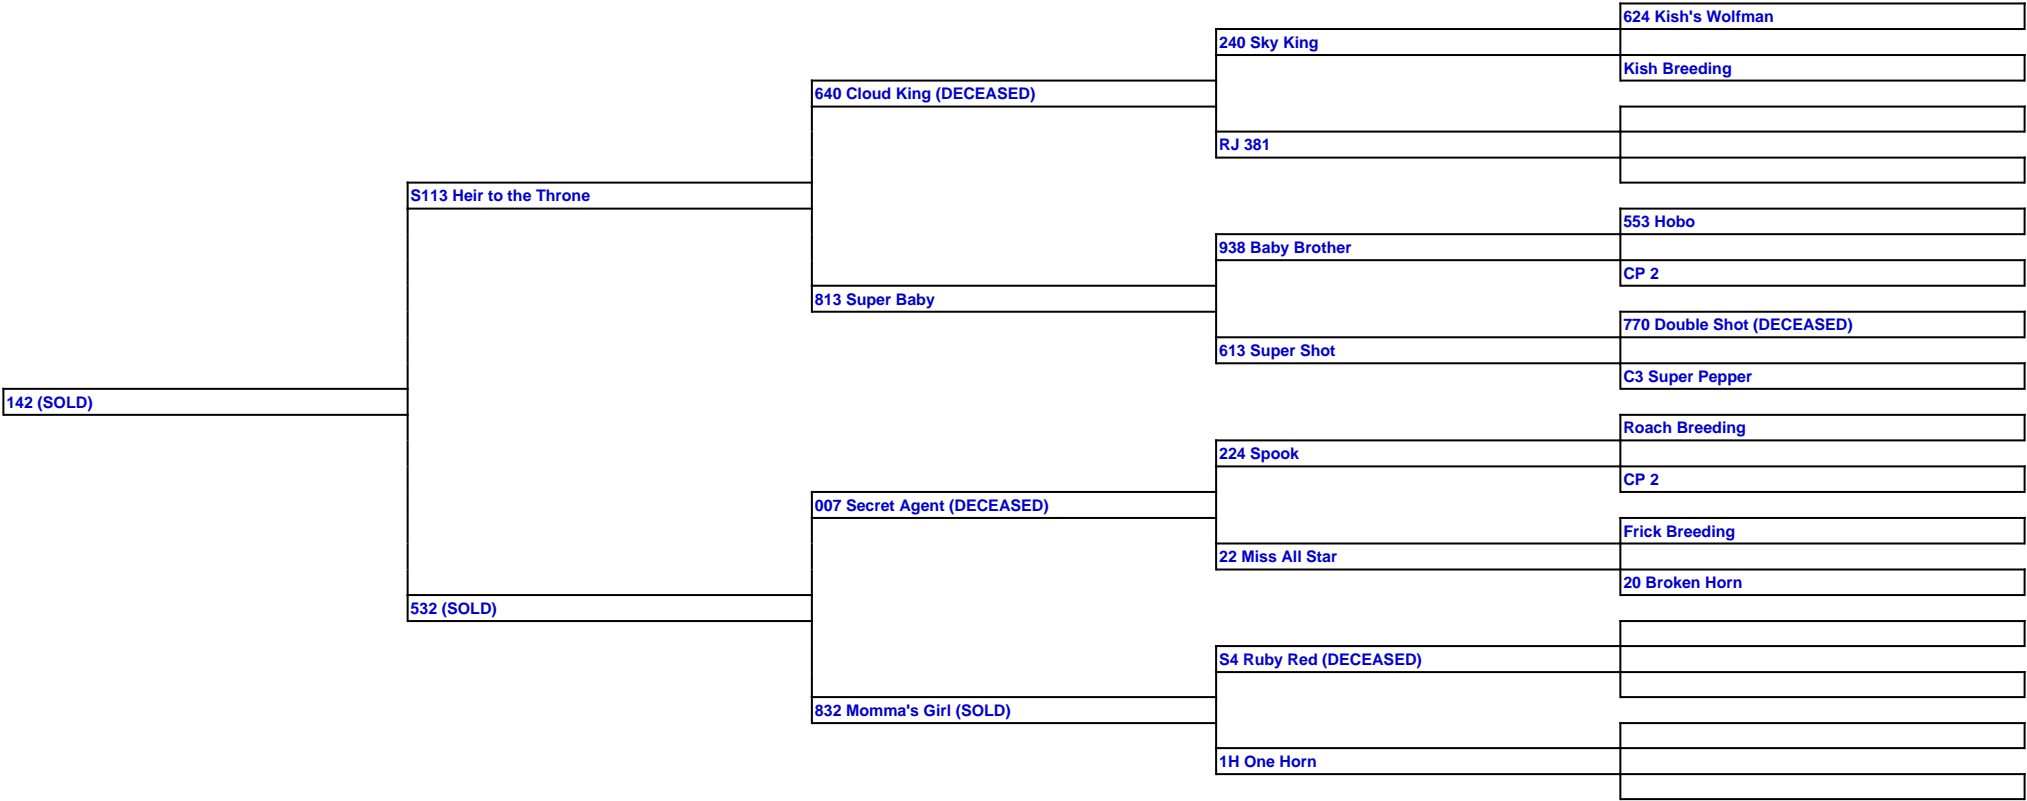 624 Kish's Wolfman
240 Sky King
Kish Breeding
640 Cloud King (DECEASED)
RJ 381
S113 Heir to the Throne
553 Hobo
938 Baby Brother
CP 2
813 Super Baby
770 Double Shot (DECEASED)
613 Super Shot
C3 Super Pepper
142 (SOLD)
Roach Breeding
224 Spook
CP 2
007 Secret Agent (DECEASED)
Frick Breeding
22 Miss All Star
20 Broken Horn
532 (SOLD)
S4 Ruby Red (DECEASED)
832 Momma's Girl (SOLD)
1H One Horn